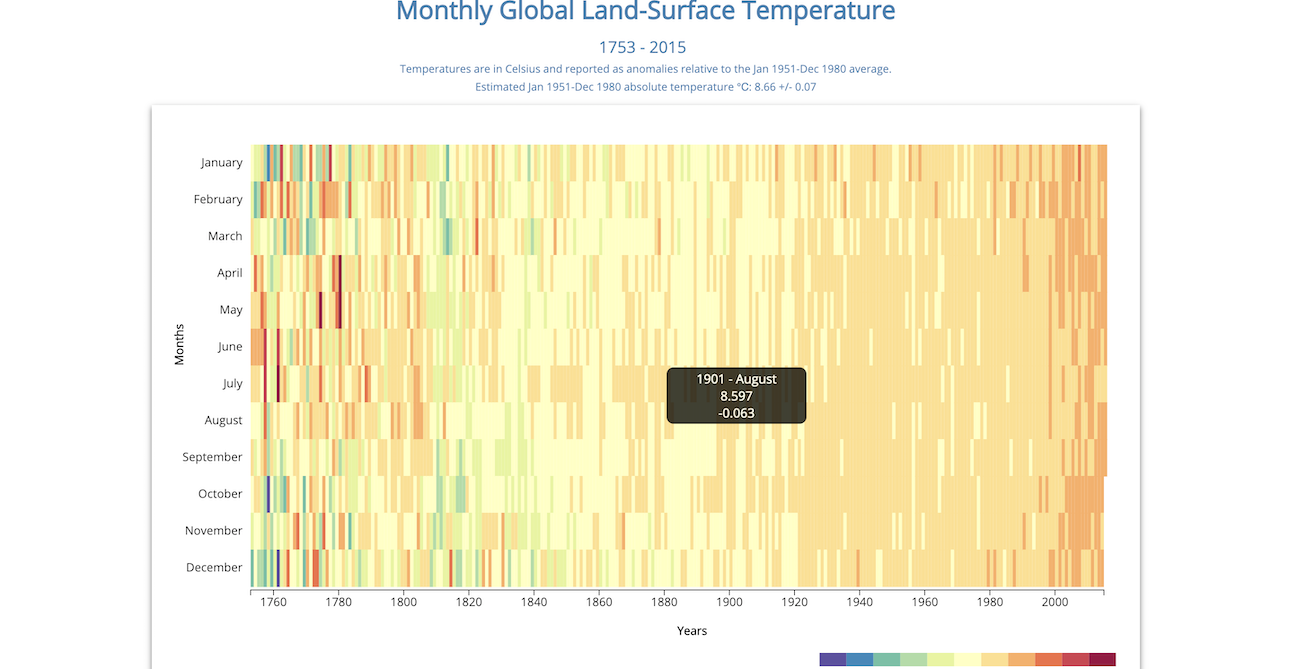 Monthly Global Land-Surface Temperature
1753 - 2015
Temperatures are in Celsius and reported as anomalies relative to the Jan 1951-Dec 1980 average.
Estimated Jan 1951-Dec 1980 absolute temperature °C: 8.66 +/- 0.07
January
February
March
April
May
June
July
August
September
October
November
December
Months
1901 - August
8.597
-0.063
1760 1780 1800 1820 1840 1860 1880 1900 1920 1940 1960 1980 2000
Years